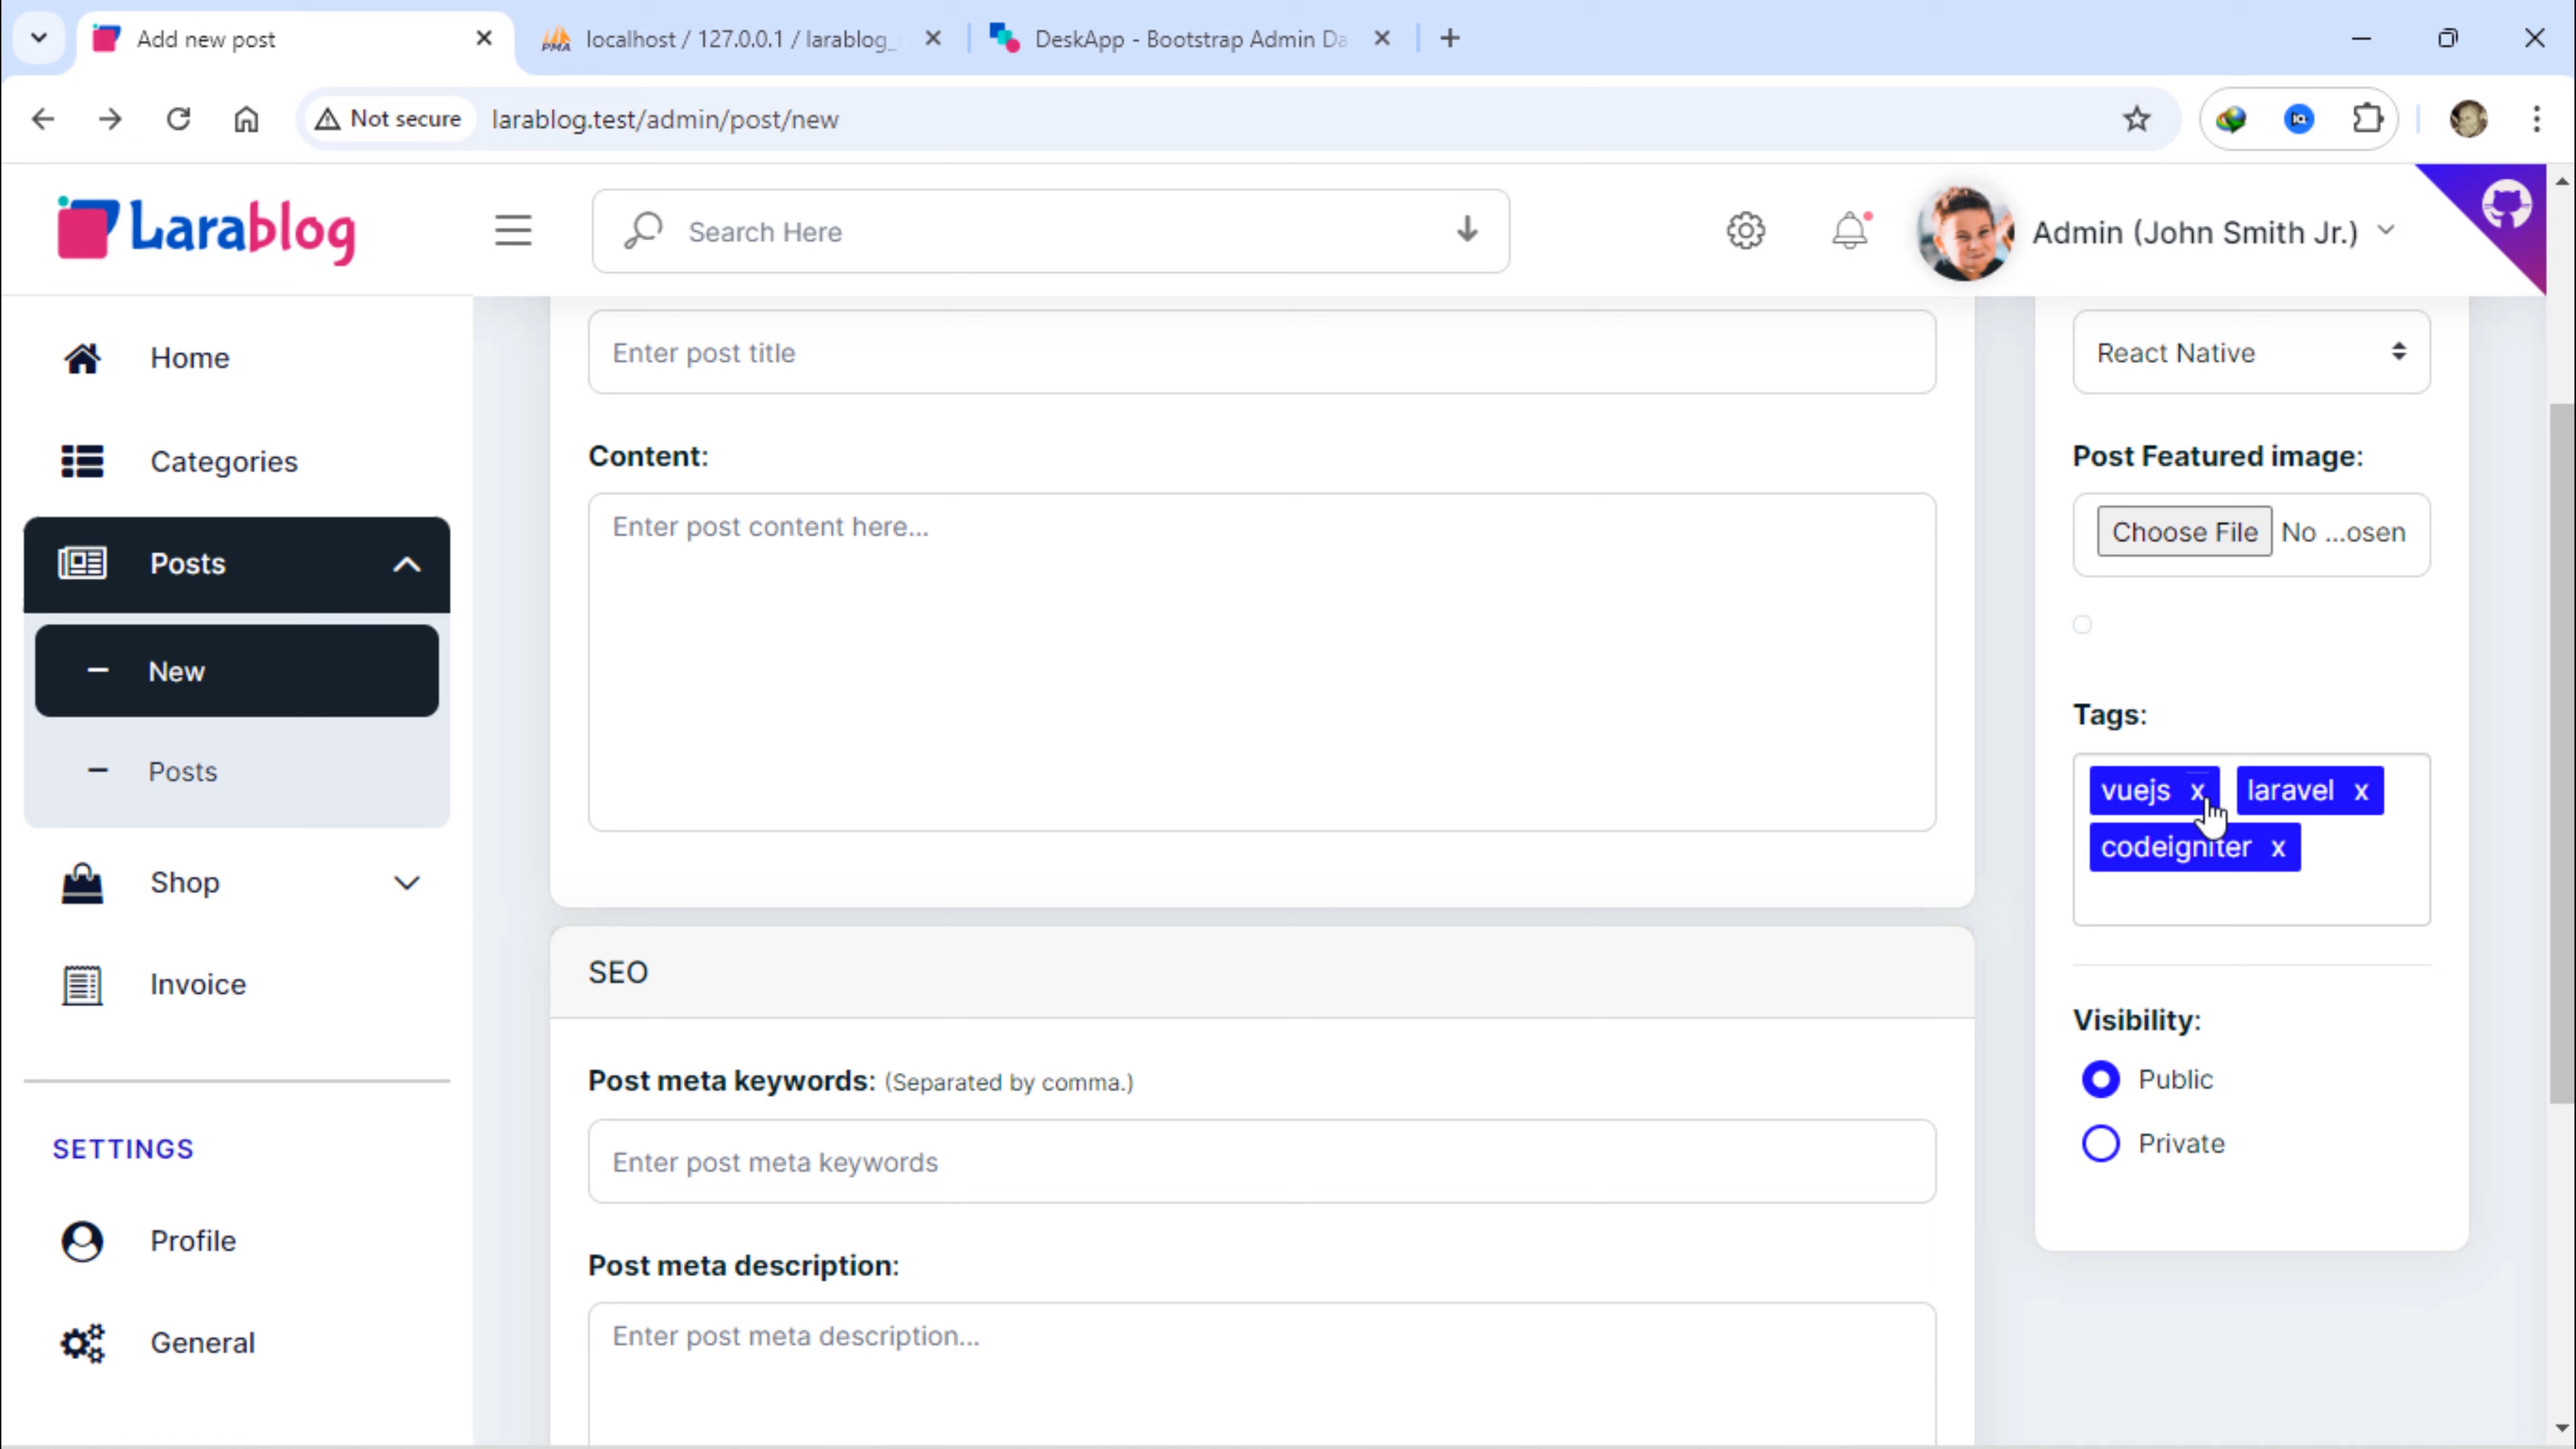 Add new post
localhost / 127.0.0.1 / larablog_
DeskApp - Bootstrap Admin Da
Not secure
larablog.test/admin/post/new
Larablog
Search Here
Admin (John Smith Jr.)
Home
Categories
Posts
New
Posts
Shop
Invoice
SETTINGS
Profile
General
Enter post title
Content:
Enter post content here...
SEO
Post meta keywords: (Separated by comma.)
Enter post meta keywords
Post meta description:
Enter post meta description...
React Native
Post Featured image:
Choose File No ...osen
Tags:
vuejs x laravel x
codeigniter x
Visibility:
Public
Private